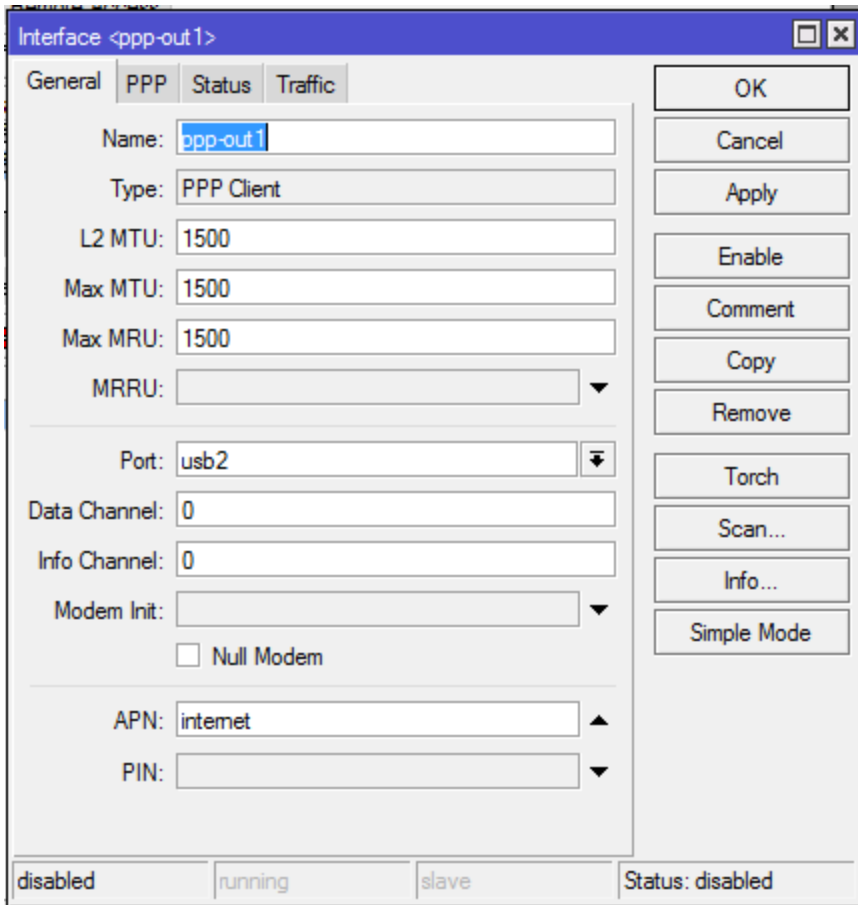 Remote Access
Interface <ppp-out1>
General PPP Status Traffic
Name: ppp-out1
Type: PPP Client
L2 MTU: 1500
Max MTU: 1500
Max MRU: 1500
MRRU:
Port: usb2
Data Channel: 0
Info Channel: 0
Modem Init:
Null Modem
APN: internet
PIN:
OK
Cancel
Apply
Enable
Comment
Copy
Remove
Torch
Scan...
Info...
Simple Mode
disabled running slave Status: disabled